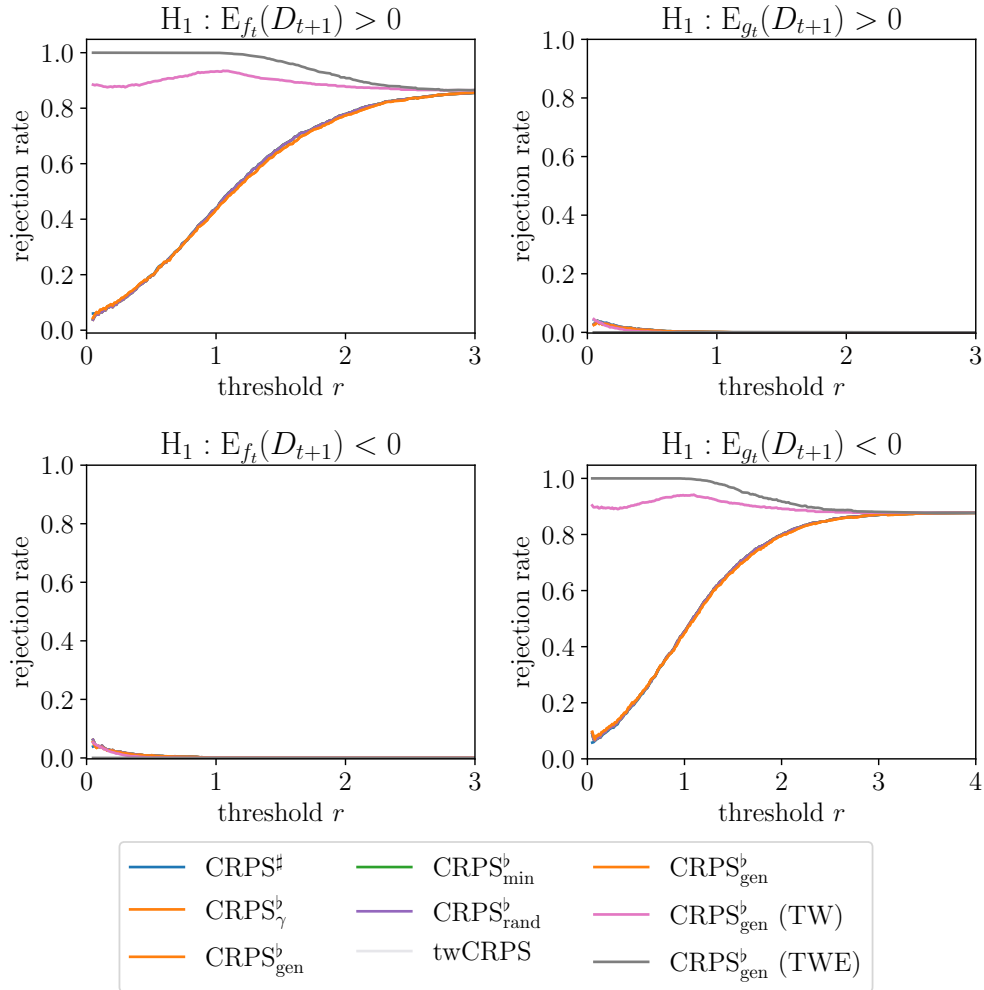 H₁ : E_{f_t}(D_{t+1}) > 0
1.0
0.8
0.6
0.4
0.2
0.0
rejection rate
0 1 2 3
threshold r
H₁ : E_{g_t}(D_{t+1}) > 0
1.0
0.8
0.6
0.4
0.2
0.0
rejection rate
0 1 2 3
threshold r
H₁ : E_{f_t}(D_{t+1}) < 0
1.0
0.8
0.6
0.4
0.2
0.0
rejection rate
0 1 2 3
threshold r
H₁ : E_{g_t}(D_{t+1}) < 0
1.0
0.8
0.6
0.4
0.2
0.0
rejection rate
0 1 2 3 4
threshold r
CRPS^♯
CRPS^♭_γ
CRPS^♭_gen
CRPS^♭_min
CRPS^♭_rand
twCRPS
CRPS^♭_gen
CRPS^♭_gen (TW)
CRPS^♭_gen (TWE)